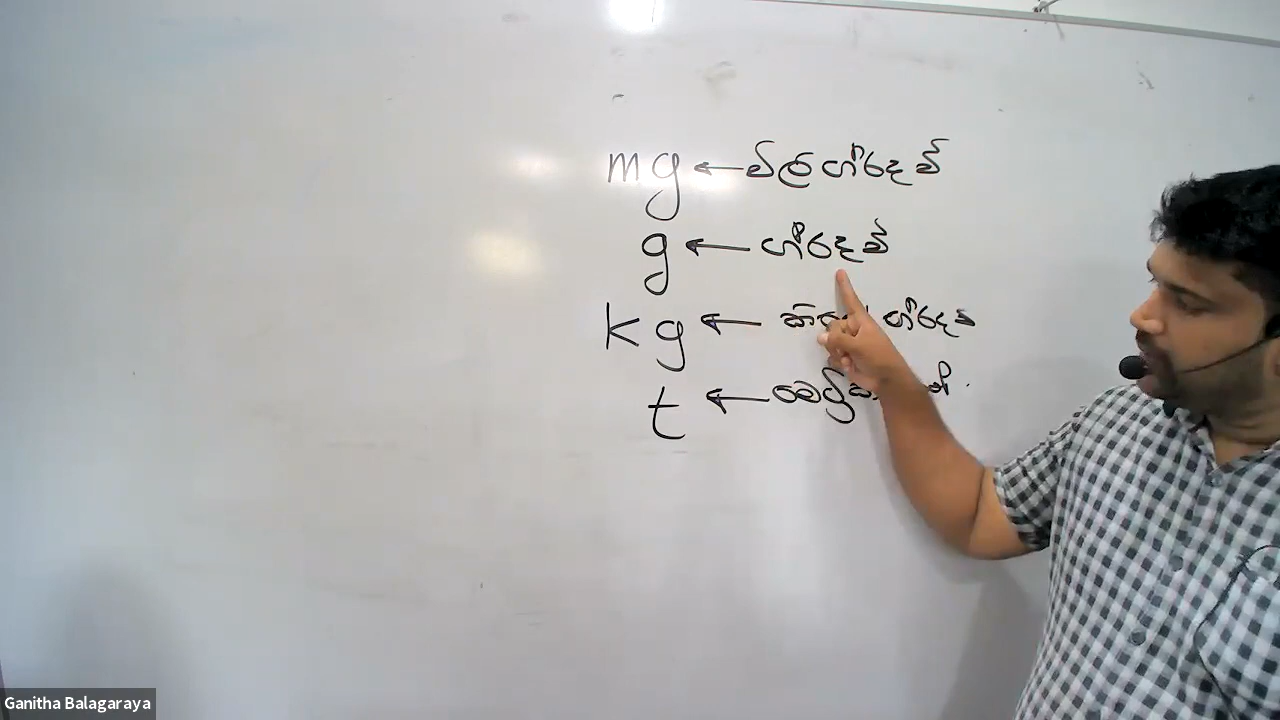 mg ← මිලිග්‍රෑම්
g ← ග්‍රෑම්
kg ← ග්‍රෑම්
t ←
Ganitha Balagaraya